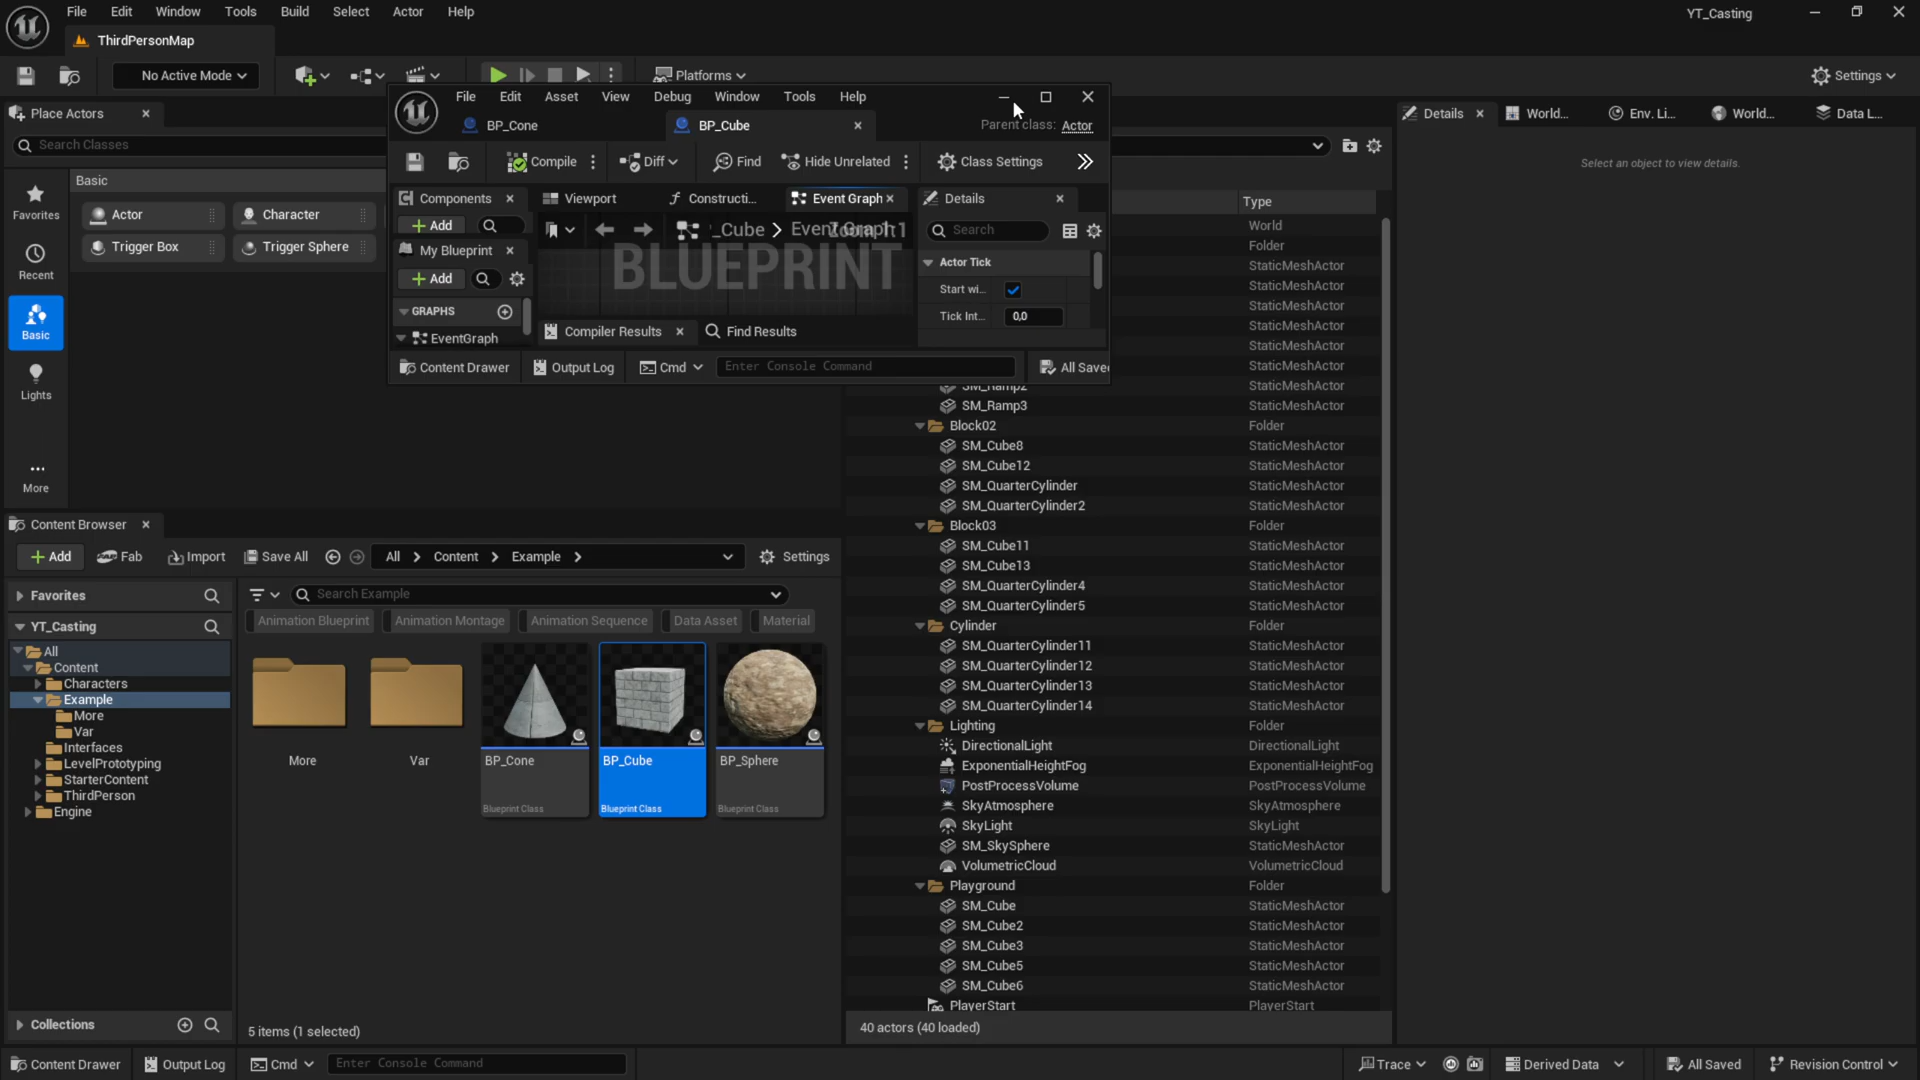 File Edit Window Tools Build Select Actor Help
YT_Casting
ThirdPersonMap
No Active Mode
Platforms
Settings
Place Actors
Search Classes
Favorites
Recent
Basic
Lights
More
Basic
Actor
Character
Trigger Box
Trigger Sphere
File Edit Asset View Debug Window Tools Help
BP_Cone
BP_Cube
Parent class: Actor
Compile
Diff
Find
Hide Unrelated
Class Settings
Components
Viewport
Constructi...
Event Graph
Details
Add
My Blueprint
Add
GRAPHS
EventGraph
_Cube > Event Graph
Zoom 1:1
BLUEPRINT
Search
Actor Tick
Start wi...
Tick Int...
0,0
Compiler Results
Find Results
Content Drawer
Output Log
Cmd
Enter Console Command
All Saved
Details
World...
Env. Li...
World...
Data L...
Select an object to view details.
Type
World
Folder
StaticMeshActor
StaticMeshActor
StaticMeshActor
StaticMeshActor
StaticMeshActor
StaticMeshActor
SM_Ramp2 StaticMeshActor
SM_Ramp3 StaticMeshActor
Block02 Folder
SM_Cube8 StaticMeshActor
SM_Cube12 StaticMeshActor
SM_QuarterCylinder StaticMeshActor
SM_QuarterCylinder2 StaticMeshActor
Block03 Folder
SM_Cube11 StaticMeshActor
SM_Cube13 StaticMeshActor
SM_QuarterCylinder4 StaticMeshActor
SM_QuarterCylinder5 StaticMeshActor
Cylinder Folder
SM_QuarterCylinder11 StaticMeshActor
SM_QuarterCylinder12 StaticMeshActor
SM_QuarterCylinder13 StaticMeshActor
SM_QuarterCylinder14 StaticMeshActor
Lighting Folder
DirectionalLight DirectionalLight
ExponentialHeightFog ExponentialHeightFog
PostProcessVolume PostProcessVolume
SkyAtmosphere SkyAtmosphere
SkyLight SkyLight
SM_SkySphere StaticMeshActor
VolumetricCloud VolumetricCloud
Playground Folder
SM_Cube StaticMeshActor
SM_Cube2 StaticMeshActor
SM_Cube3 StaticMeshActor
SM_Cube5 StaticMeshActor
SM_Cube6 StaticMeshActor
PlayerStart PlayerStart
40 actors (40 loaded)
Content Browser
Add
Fab
Import
Save All
All > Content > Example >
Settings
Favorites
YT_Casting
All
Content
Characters
Example
More
Var
Interfaces
LevelPrototyping
StarterContent
ThirdPerson
Engine
Collections
Search Example
Animation Blueprint
Animation Montage
Animation Sequence
Data Asset
Material
More
Var
BP_Cone
Blueprint Class
BP_Cube
Blueprint Class
BP_Sphere
Blueprint Class
5 items (1 selected)
Content Drawer
Output Log
Cmd
Enter Console Command
Trace
Derived Data
All Saved
Revision Control